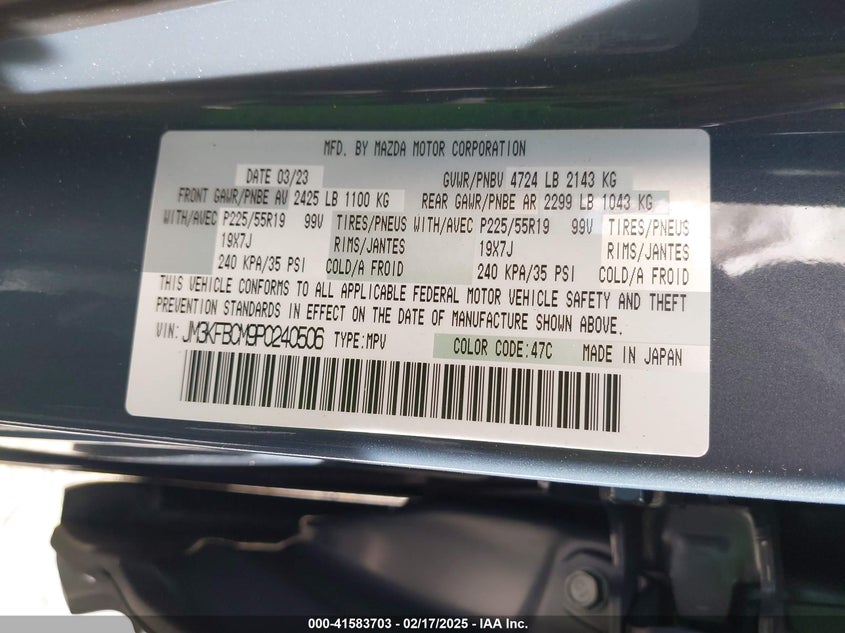 MFD. BY MAZDA MOTOR CORPORATION
DATE 03/23 GVWR/PNBV 4724 LB 2143 KG
FRONT GAWR/PNBE AV 2425 LB 1100 KG REAR GAWR/PNBE AR 2299 LB 1043 KG
WITH/AVEC P225/55R19 99V TIRES/PNEUS WITH/AVEC P225/55R19 99V TIRES/PNEUS
19X7J RIMS/JANTES 19X7J RIMS/JANTES
240 KPA/35 PSI COLD/A FROID 240 KPA/35 PSI COLD/A FROID
THIS VEHICLE CONFORMS TO ALL APPLICABLE FEDERAL MOTOR VEHICLE SAFETY AND THEFT
PREVENTION STANDARDS IN EFFECT ON THE DATE OF MANUFACTURE SHOWN ABOVE.
VIN: JM3KFBCM9P0240506 TYPE:MPV COLOR CODE:47C MADE IN JAPAN
000-41583703 - 02/17/2025 - IAA Inc.